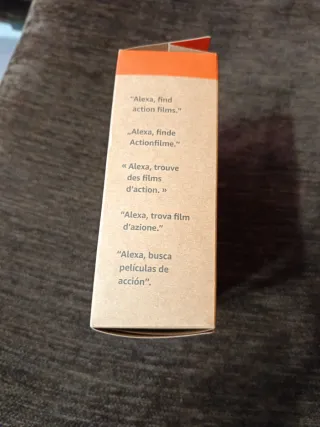 "Alexa, find
action films."
„Alexa, finde
Actionfilme."
« Alexa, trouve
des films
d'action. »
"Alexa, trova film
d'azione."
"Alexa, busca
películas de
acción".